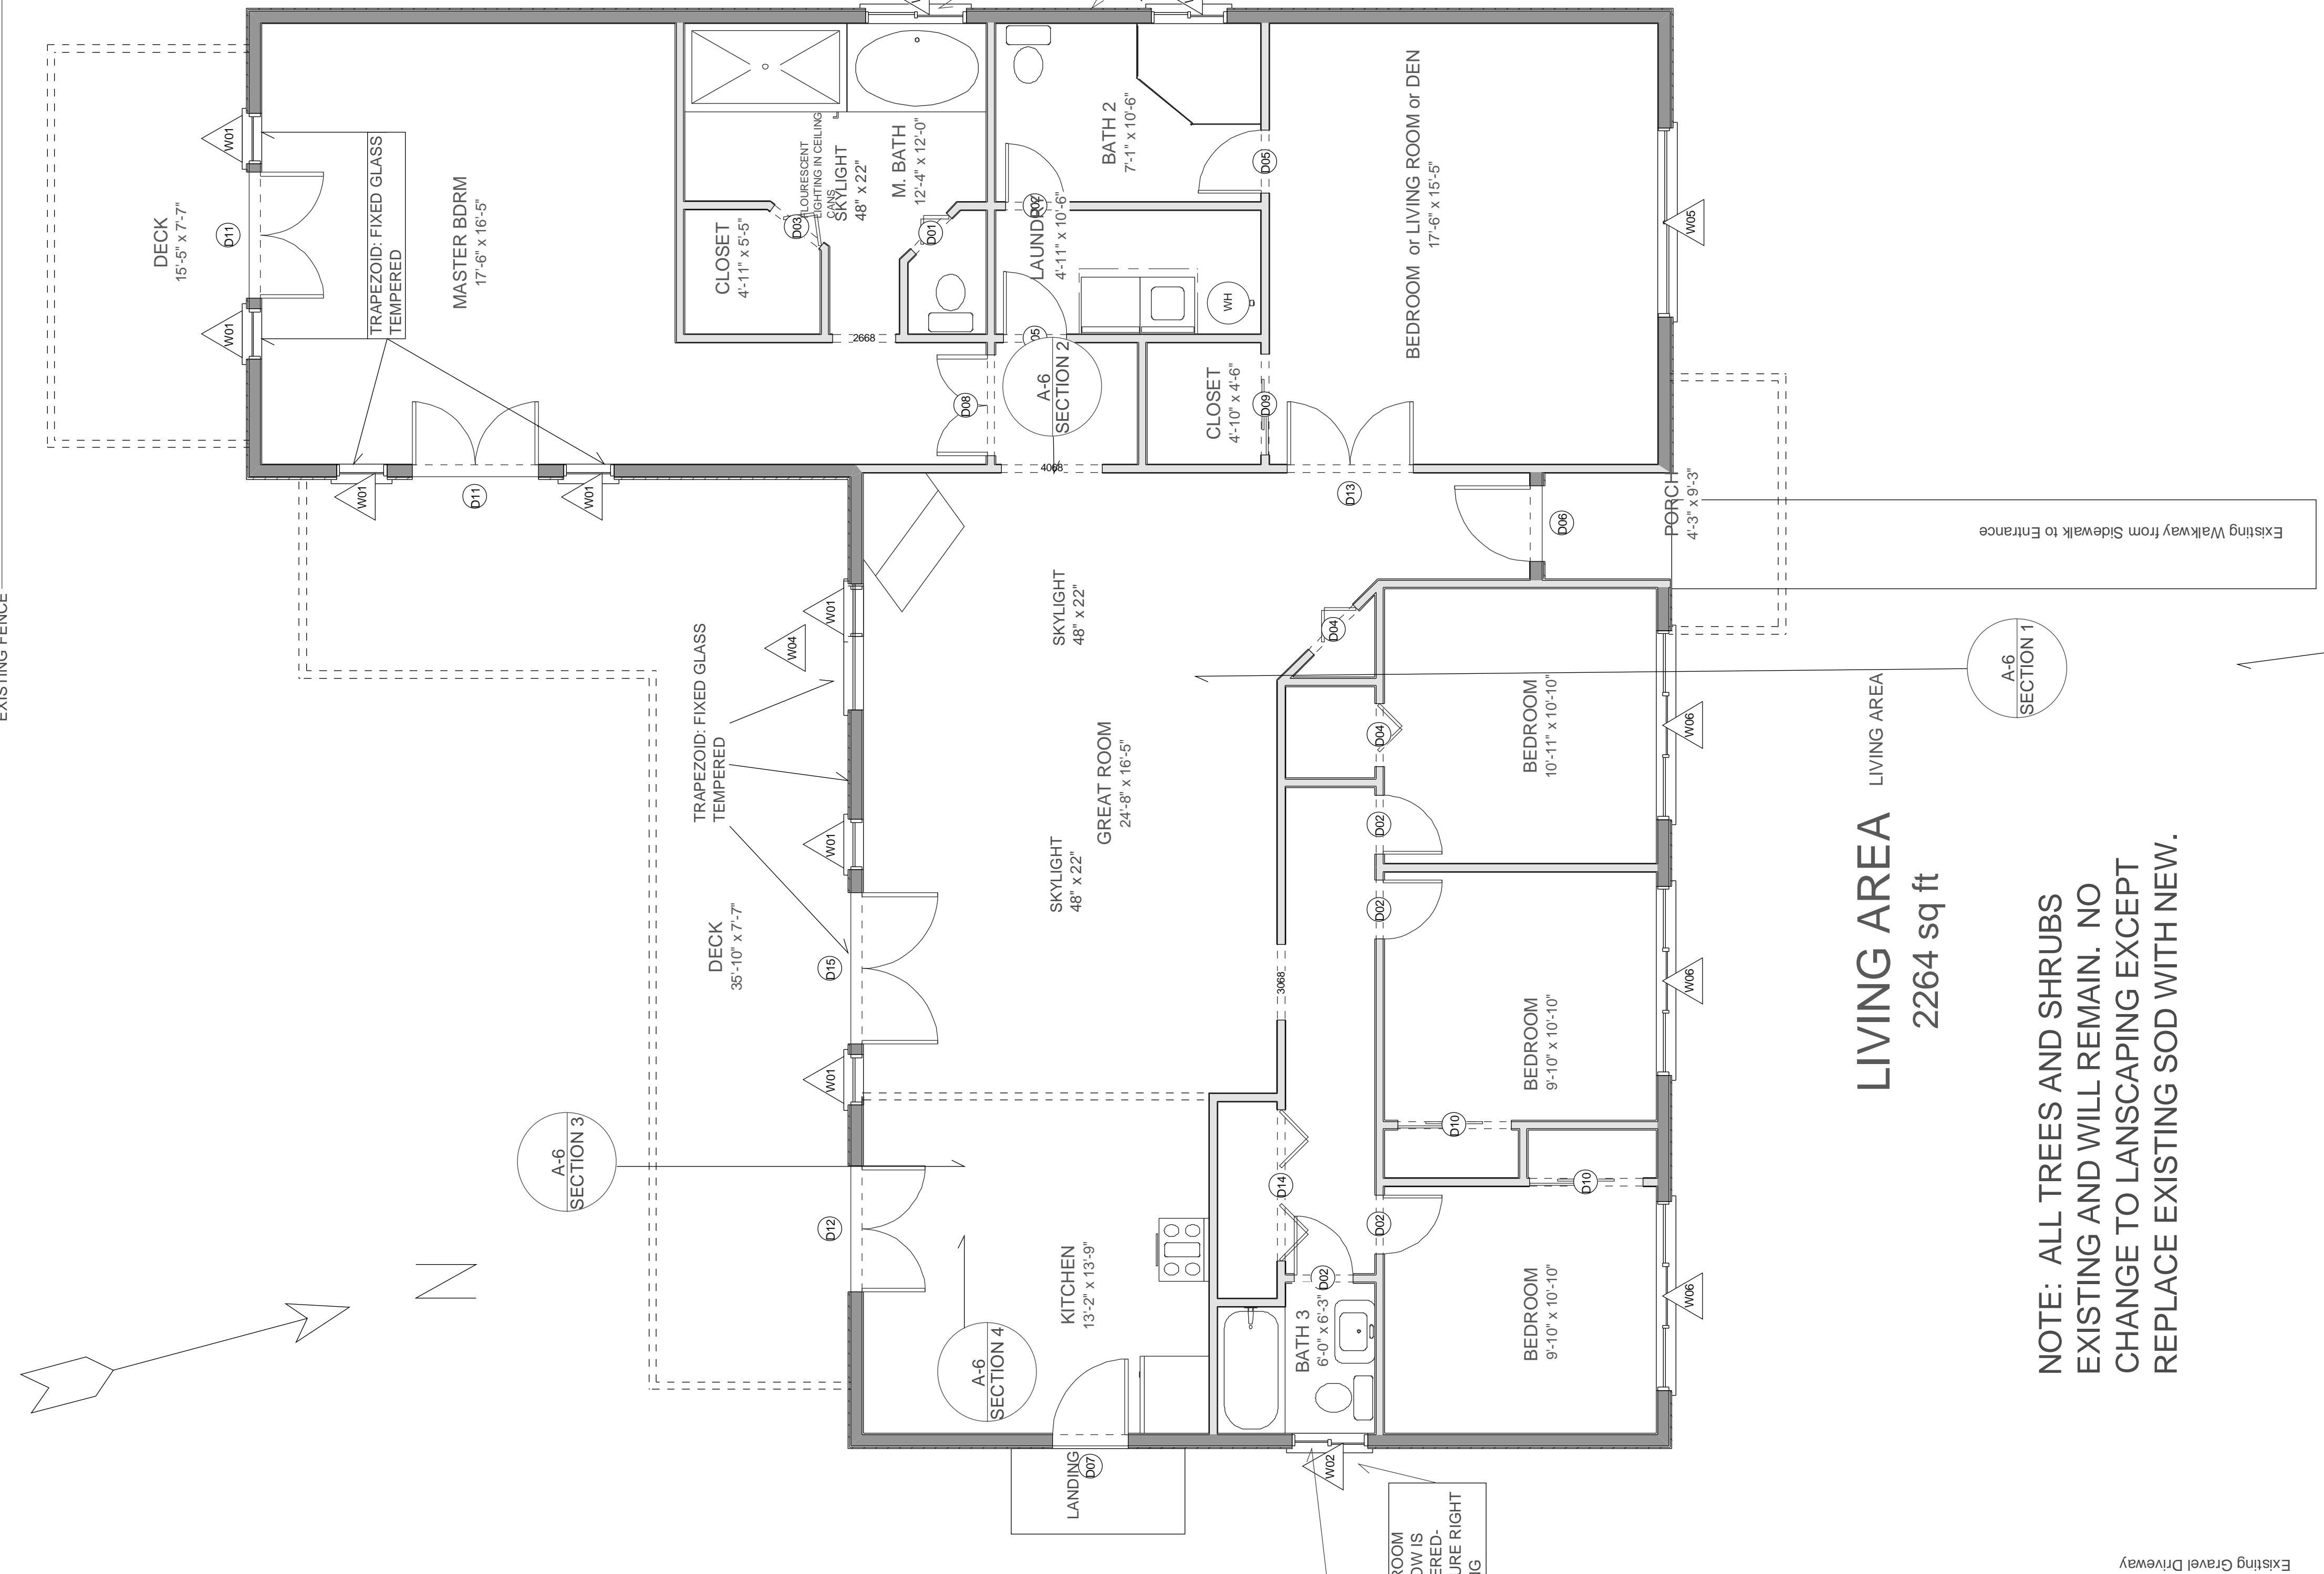 EXISTING FENCE
DECK
15'-5" x 7'-7"
D11
W01
W01
TRAPEZOID: FIXED GLASS
TEMPERED
MASTER BDRM
17'-6" x 16'-5"
W01
D11
W01
CLOSET
4'-11" x 5'-5"
D03
FLOURESCENT
LIGHTING IN CEILING
CANS
SKYLIGHT
48" x 22"
M. BATH
12'-4" x 12'-0"
D01
2668
D08
BATH 2
7'-1" x 10'-6"
D02
D05
LAUNDRY
4'-11" x 10'-6"
WH
D05
A-6
SECTION 2
4068
CLOSET
4'-10" x 4'-6"
D09
BEDROOM or LIVING ROOM or DEN
17'-6" x 15'-5"
W05
D13
D06
PORCH
4'-3" x 9'-3"
Existing Walkway from Sidewalk to Entrance
W01
W04
TRAPEZOID: FIXED GLASS
TEMPERED
W01
DECK
35'-10" x 7'-7"
D15
W01
SKYLIGHT
48" x 22"
SKYLIGHT
48" x 22"
GREAT ROOM
24'-8" x 16'-5"
3068
D04
D04
BEDROOM
10'-11" x 10'-10"
W06
D02
D02
BEDROOM
9'-10" x 10'-10"
W06
D10
D10
D14
D02
D02
BEDROOM
9'-10" x 10'-10"
W06
BATH 3
6'-0" x 6'-3"
W02
A-6
SECTION 3
D12
KITCHEN
13'-2" x 13'-9"
A-6
SECTION 4
LANDING
D07
N
A-6
SECTION 1
LIVING AREA
LIVING AREA
2264 sq ft
NOTE: ALL TREES AND SHRUBS
EXISTING AND WILL REMAIN. NO
CHANGE TO LANSCAPING EXCEPT
REPLACE EXISTING SOD WITH NEW.
Existing Gravel Driveway
ROOM
OW IS
ERED-
URE RIGHT